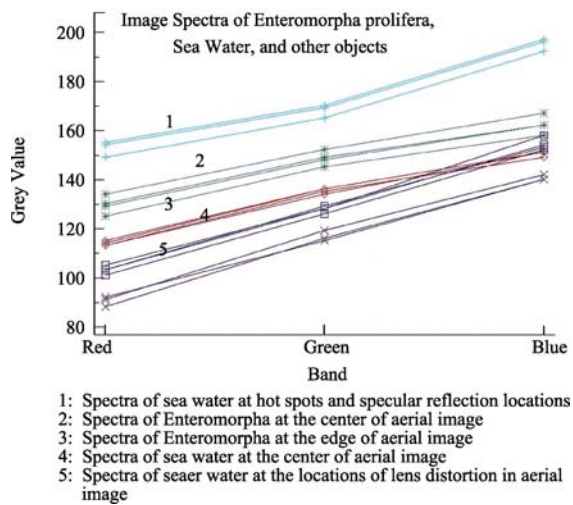 Image Spectra of Enteromorpha prolifera,
Sea Water, and other objects
200
180
160
140
120
100
80
Grey Value
1
2
3
4
5
Red
Green
Blue
Band
1: Spectra of sea water at hot spots and specular reflection locations
2: Spectra of Enteromorpha at the center of aerial image
3: Spectra of Enteromorpha at the edge of aerial image
4: Spectra of sea water at the center of aerial image
5: Spectra of seaer water at the locations of lens distortion in aerial
image